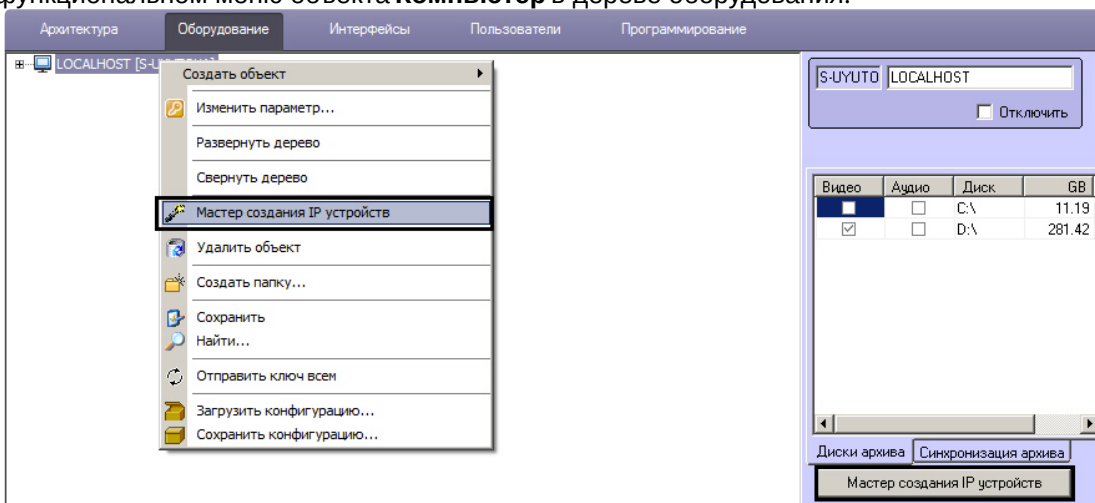 функциональном меню объекта Компьютер в дерево оборудования.
Архитектура Оборудование Интерфейсы Пользователи Программирование
LOCALHOST [S-U
Создать объект
Изменить параметр...
Развернуть дерево
Свернуть дерево
Мастер создания IP устройств
Удалить объект
Создать папку...
Сохранить
Найти...
Отправить ключ всем
Загрузить конфигурацию...
Сохранить конфигурацию...
S-UYUTO LOCALHOST
Отключить
Видео Аудио Диск GB
C:\ 11.19
D:\ 281.42
Диски архива Синхронизация архива
Мастер создания IP устройств